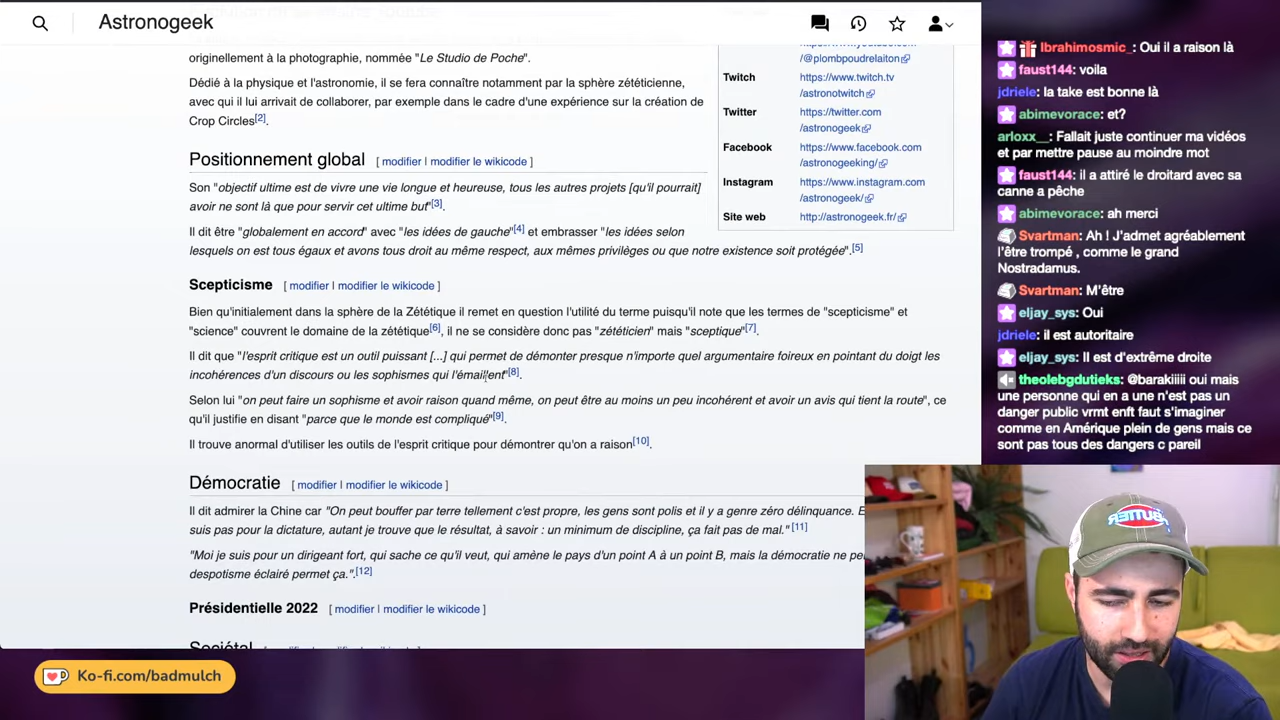 Astronogeek
originellement à la photographie, nommée "Le Studio de Poche".
Dédié à la physique et l'astronomie, il se fera connaître notamment par la sphère zététicienne,
avec qui il lui arrivait de collaborer, par exemple dans le cadre d'une expérience sur la création de
Crop Circles[2].
Positionnement global [ modifier | modifier le wikicode ]
Son "objectif ultime est de vivre une vie longue et heureuse, tous les autres projets [qu'il pourrait]
avoir ne sont là que pour servir cet ultime but"[3].
Il dit être "globalement en accord" avec "les idées de gauche"[4] et embrasser "les idées selon
lesquels on est tous égaux et avons tous droit au même respect, aux mêmes privilèges ou que notre existence soit protégée".[5]
Scepticisme [ modifier | modifier le wikicode ]
Bien qu'initialement dans la sphère de la Zététique il remet en question l'utilité du terme puisqu'il note que les termes de "scepticisme" et
"science" couvrent le domaine de la zététique[6], il ne se considère donc pas "zététicien" mais "sceptique"[7].
Il dit que "l'esprit critique est un outil puissant [...] qui permet de démonter presque n'importe quel argumentaire foireux en pointant du doigt les
incohérences d'un discours ou les sophismes qui l'émaillent"[8].
Selon lui "on peut faire un sophisme et avoir raison quand même, on peut être au moins un peu incohérent et avoir un avis qui tient la route", ce
qu'il justifie en disant "parce que le monde est compliqué"[9].
Il trouve anormal d'utiliser les outils de l'esprit critique pour démontrer qu'on a raison[10].
Démocratie [ modifier | modifier le wikicode ]
Il dit admirer la Chine car "On peut bouffer par terre tellement c'est propre, les gens sont polis et il y a genre zéro délinquance. E
suis pas pour la dictature, autant je trouve que le résultat, à savoir : un minimum de discipline, ça fait pas de mal." [11]
"Moi je suis pour un dirigeant fort, qui sache ce qu'il veut, qui amène le pays d'un point A à un point B, mais la démocratie ne pe
despotisme éclairé permet ça.".[12]
Présidentielle 2022 [ modifier | modifier le wikicode ]
Sociétal
/@plombpoudrelaiton
Twitch https://www.twitch.tv
/astronotwitch
Twitter https://twitter.com
/astronogeek
Facebook https://www.facebook.com
/astronogeeking/
Instagram https://www.instagram.com
/astrogeek/
Site web http://astronogeek.fr/
Ibrahimosmic_: Oui il a raison là
faust144: voila
jdriele: la take est bonne là
abimevorace: et?
arloxx__: Fallait juste continuer ma vidéos
et par mettre pause au moindre mot
faust144: il a attiré le droitard avec sa
canne a pêche
abimevorace: ah merci
Svartman: Ah ! J'admet agréablement
l'être trompé , comme le grand
Nostradamus.
Svartman: M'être
eljay_sys: Oui
jdriele: il est autoritaire
eljay_sys: Il est d'extrême droite
theolebgdutieks: @barakiiiii oui mais
une personne qui en a une n'est pas un
danger public vrmt enft faut s'imaginer
comme en Amérique plein de gens mais ce
sont pas tous des dangers c pareil
Ko-fi.com/badmulch